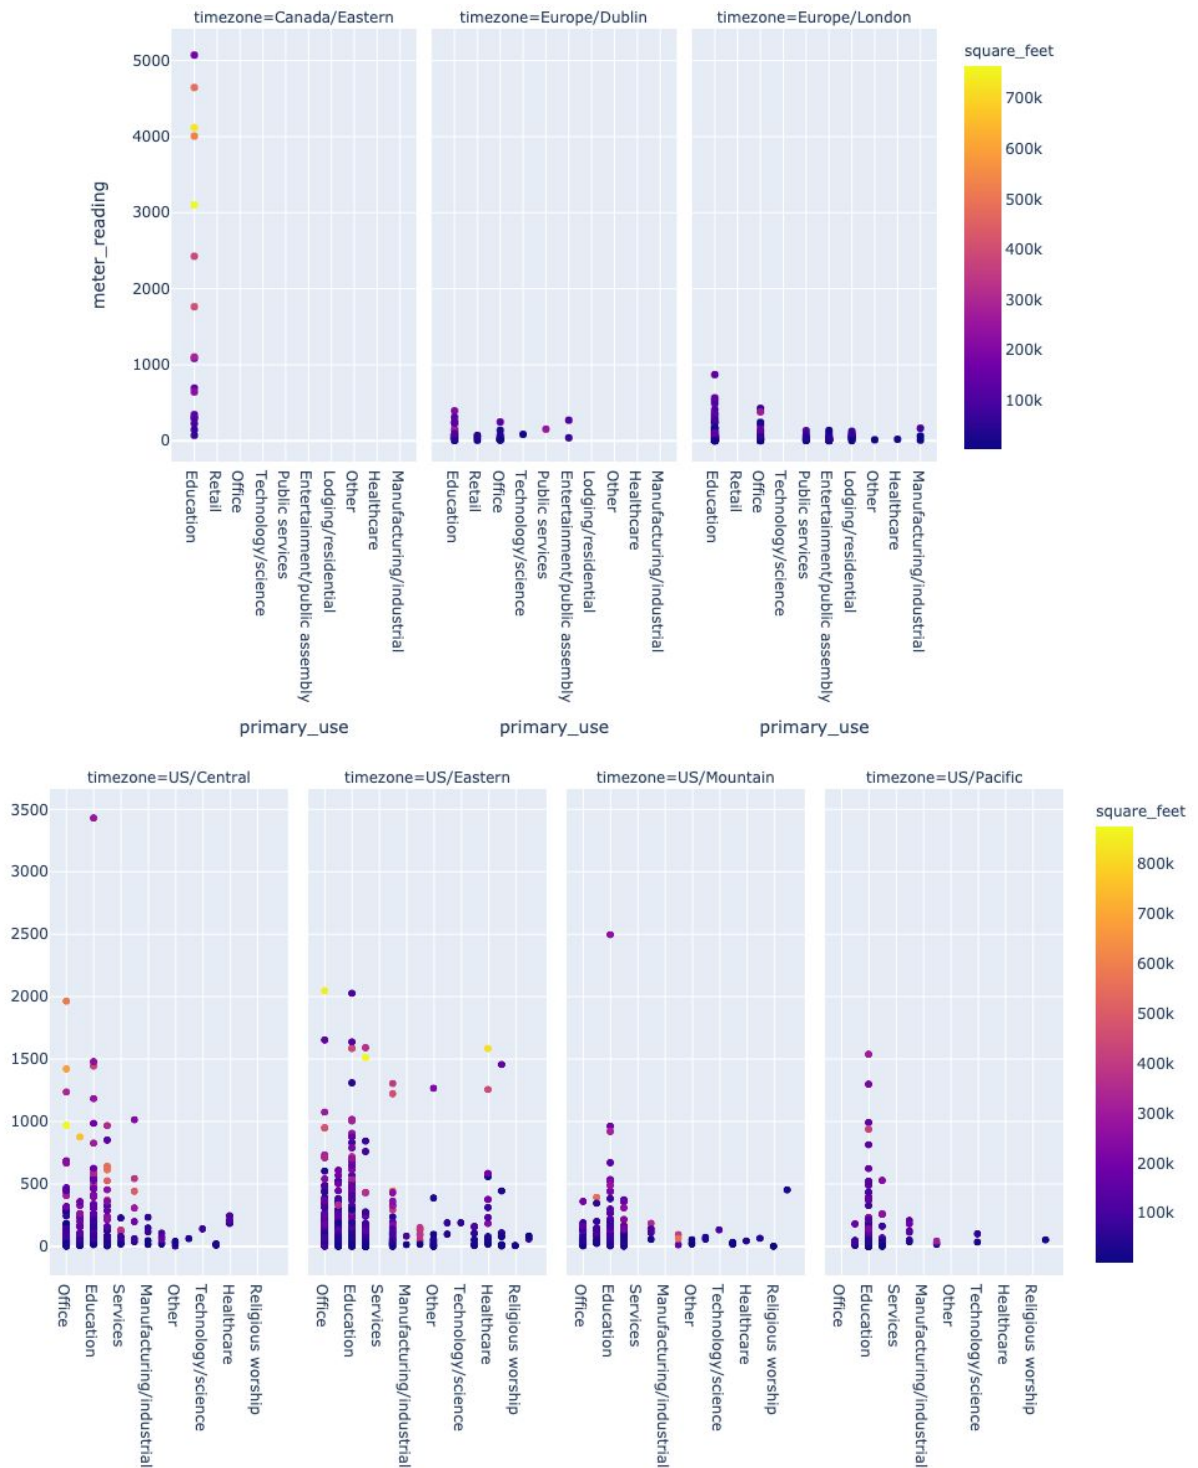 timezone=Canada/Eastern
timezone=Europe/Dublin
timezone=Europe/London
square_feet
meter_reading
5000
4000
3000
2000
1000
0
700k
600k
500k
400k
300k
200k
100k
Education
Retail
Office
Technology/science
Public services
Entertainment/public assembly
Lodging/residential
Other
Healthcare
Manufacturing/industrial
Education
Retail
Office
Technology/science
Public services
Entertainment/public assembly
Lodging/residential
Other
Healthcare
Manufacturing/industrial
Education
Retail
Office
Technology/science
Public services
Entertainment/public assembly
Lodging/residential
Other
Healthcare
Manufacturing/industrial
primary_use
primary_use
primary_use
timezone=US/Central
timezone=US/Eastern
timezone=US/Mountain
timezone=US/Pacific
square_feet
3500
3000
2500
2000
1500
1000
500
0
800k
700k
600k
500k
400k
300k
200k
100k
Office
Education
Services
Manufacturing/industrial
Other
Technology/science
Healthcare
Religious worship
Office
Education
Services
Manufacturing/industrial
Other
Technology/science
Healthcare
Religious worship
Office
Education
Services
Manufacturing/industrial
Other
Technology/science
Healthcare
Religious worship
Office
Education
Services
Manufacturing/industrial
Other
Technology/science
Healthcare
Religious worship